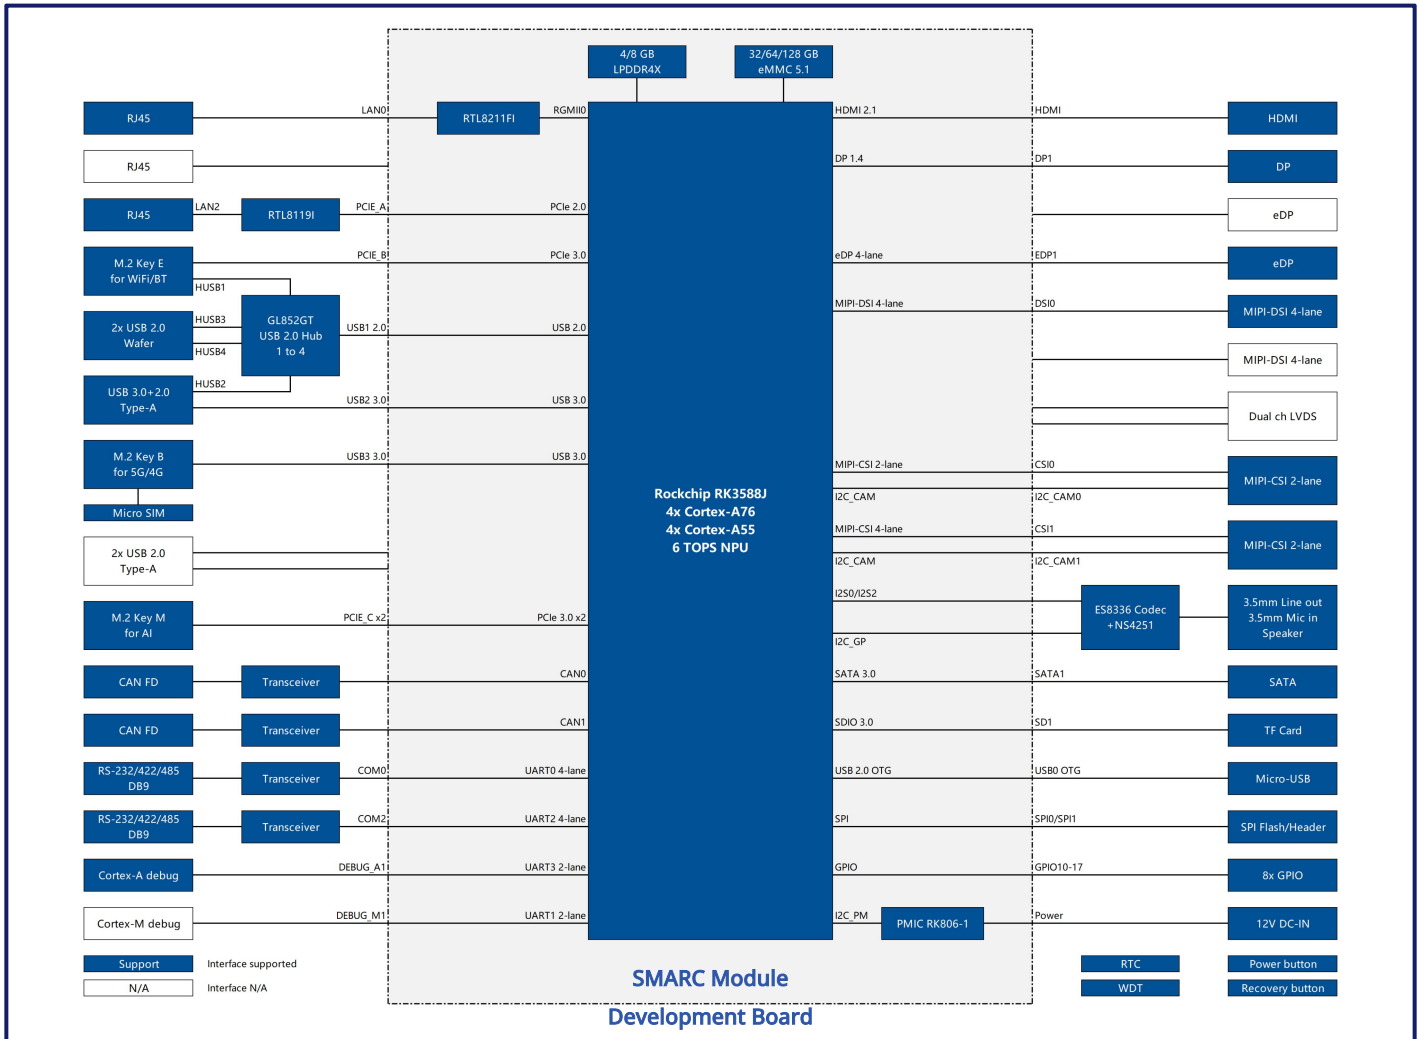 4/8 GB
LPDDR4X
32/64/128 GB
eMMC 5.1
RJ45
LAN0
RTL8211FI
RGMII0
HDMI 2.1
HDMI
HDMI
RJ45
DP 1.4
DP1
DP
RJ45
LAN2
RTL8119I
PCIE_A
PCIe 2.0
eDP
M.2 Key E
for WiFi/BT
PCIE_B
PCIe 3.0
eDP 4-lane
EDP1
eDP
HUSB1
2x USB 2.0
Wafer
HUSB3
HUSB4
GL852GT
USB 2.0 Hub
1 to 4
USB1 2.0
USB 2.0
MIPI-DSI 4-lane
DSI0
MIPI-DSI 4-lane
MIPI-DSI 4-lane
USB 3.0+2.0
Type-A
HUSB2
USB2 3.0
USB 3.0
Dual ch LVDS
M.2 Key B
for 5G/4G
USB3 3.0
USB 3.0
MIPI-CSI 2-lane
CSI0
I2C_CAM
I2C_CAM0
MIPI-CSI 2-lane
Micro SIM
Rockchip RK3588J
4x Cortex-A76
4x Cortex-A55
6 TOPS NPU
MIPI-CSI 4-lane
CSI1
I2C_CAM
I2C_CAM1
MIPI-CSI 2-lane
2x USB 2.0
Type-A
M.2 Key M
for AI
PCIE_C x2
PCIe 3.0 x2
I2S0/I2S2
I2C_GP
ES8336 Codec
+NS4251
3.5mm Line out
3.5mm Mic in
Speaker
CAN FD
Transceiver
CAN0
SATA 3.0
SATA1
SATA
CAN FD
Transceiver
CAN1
SDIO 3.0
SD1
TF Card
RS-232/422/485
DB9
Transceiver
COM0
UART0 4-lane
USB 2.0 OTG
USB0 OTG
Micro-USB
RS-232/422/485
DB9
Transceiver
COM2
UART2 4-lane
SPI
SPI0/SPI1
SPI Flash/Header
Cortex-A debug
DEBUG_A1
UART3 2-lane
GPIO
GPIO10-17
8x GPIO
Cortex-M debug
DEBUG_M1
UART1 2-lane
I2C_PM
PMIC RK806-1
Power
12V DC-IN
Support
Interface supported
RTC
Power button
N/A
Interface N/A
WDT
Recovery button
SMARC Module
Development Board